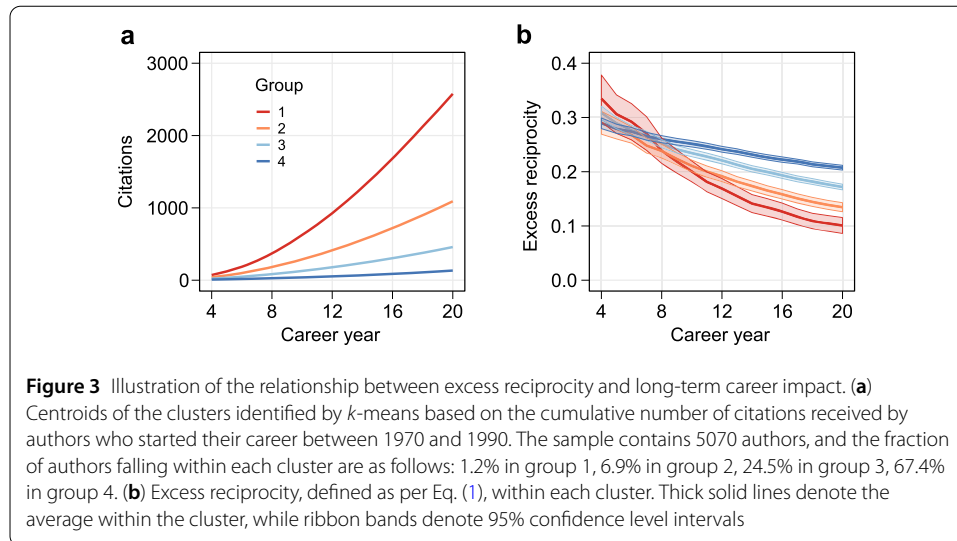 a
b
3000
2000
1000
0
Citations
4
8
12
16
20
Career year
Group
1
2
3
4
0.4
0.3
0.2
0.1
0.0
Excess reciprocity
4
8
12
16
20
Career year
Figure 3 Illustration of the relationship between excess reciprocity and long-term career impact. (a)
Centroids of the clusters identified by k-means based on the cumulative number of citations received by
authors who started their career between 1970 and 1990. The sample contains 5070 authors, and the fraction
of authors falling within each cluster are as follows: 1.2% in group 1, 6.9% in group 2, 24.5% in group 3, 67.4%
in group 4. (b) Excess reciprocity, defined as per Eq. (1), within each cluster. Thick solid lines denote the
average within the cluster, while ribbon bands denote 95% confidence level intervals